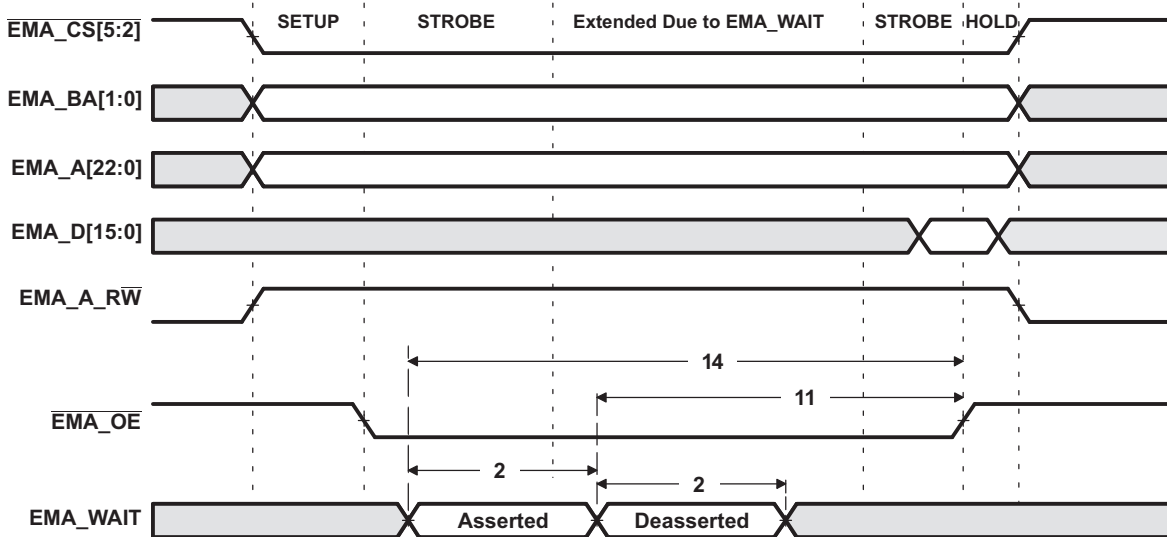 SETUP STROBE Extended Due to EMA_WAIT STROBE HOLD
EMA_CS[5:2]
EMA_BA[1:0]
EMA_A[22:0]
EMA_D[15:0]
EMA_A_RW
14
11
EMA_OE
2
2
EMA_WAIT Asserted Deasserted